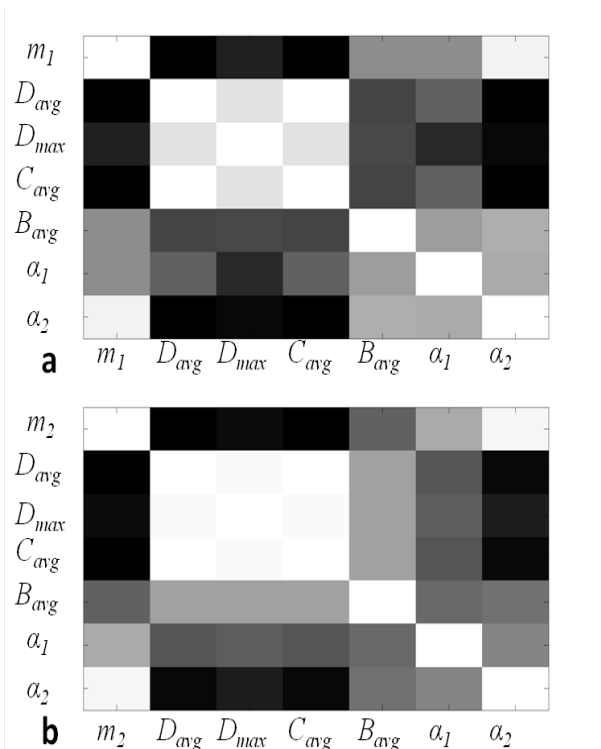 m1
Davg
Dmax
Cavg
Bavg
α1
α2
a
m1 Davg Dmax Cavg Bavg α1 α2
m2
Davg
Dmax
Cavg
Bavg
α1
α2
b
m2 Davg Dmax Cavg Bavg α1 α2